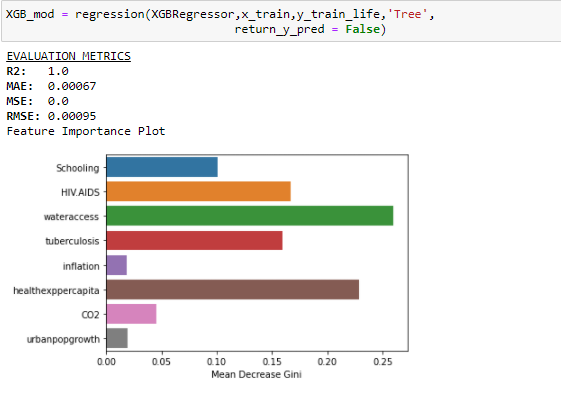 XGB_mod = regression(XGBRegressor,x_train,y_train_life,'Tree',
return_y_pred = False)
EVALUATION METRICS
R2: 1.0
MAE: 0.00067
MSE: 0.0
RMSE: 0.00095
Feature Importance Plot
Schooling
HIV.AIDS
wateraccess
tuberculosis
inflation
healthexppercapita
CO2
urbanpopgrowth
0.00 0.05 0.10 0.15 0.20 0.25
Mean Decrease Gini